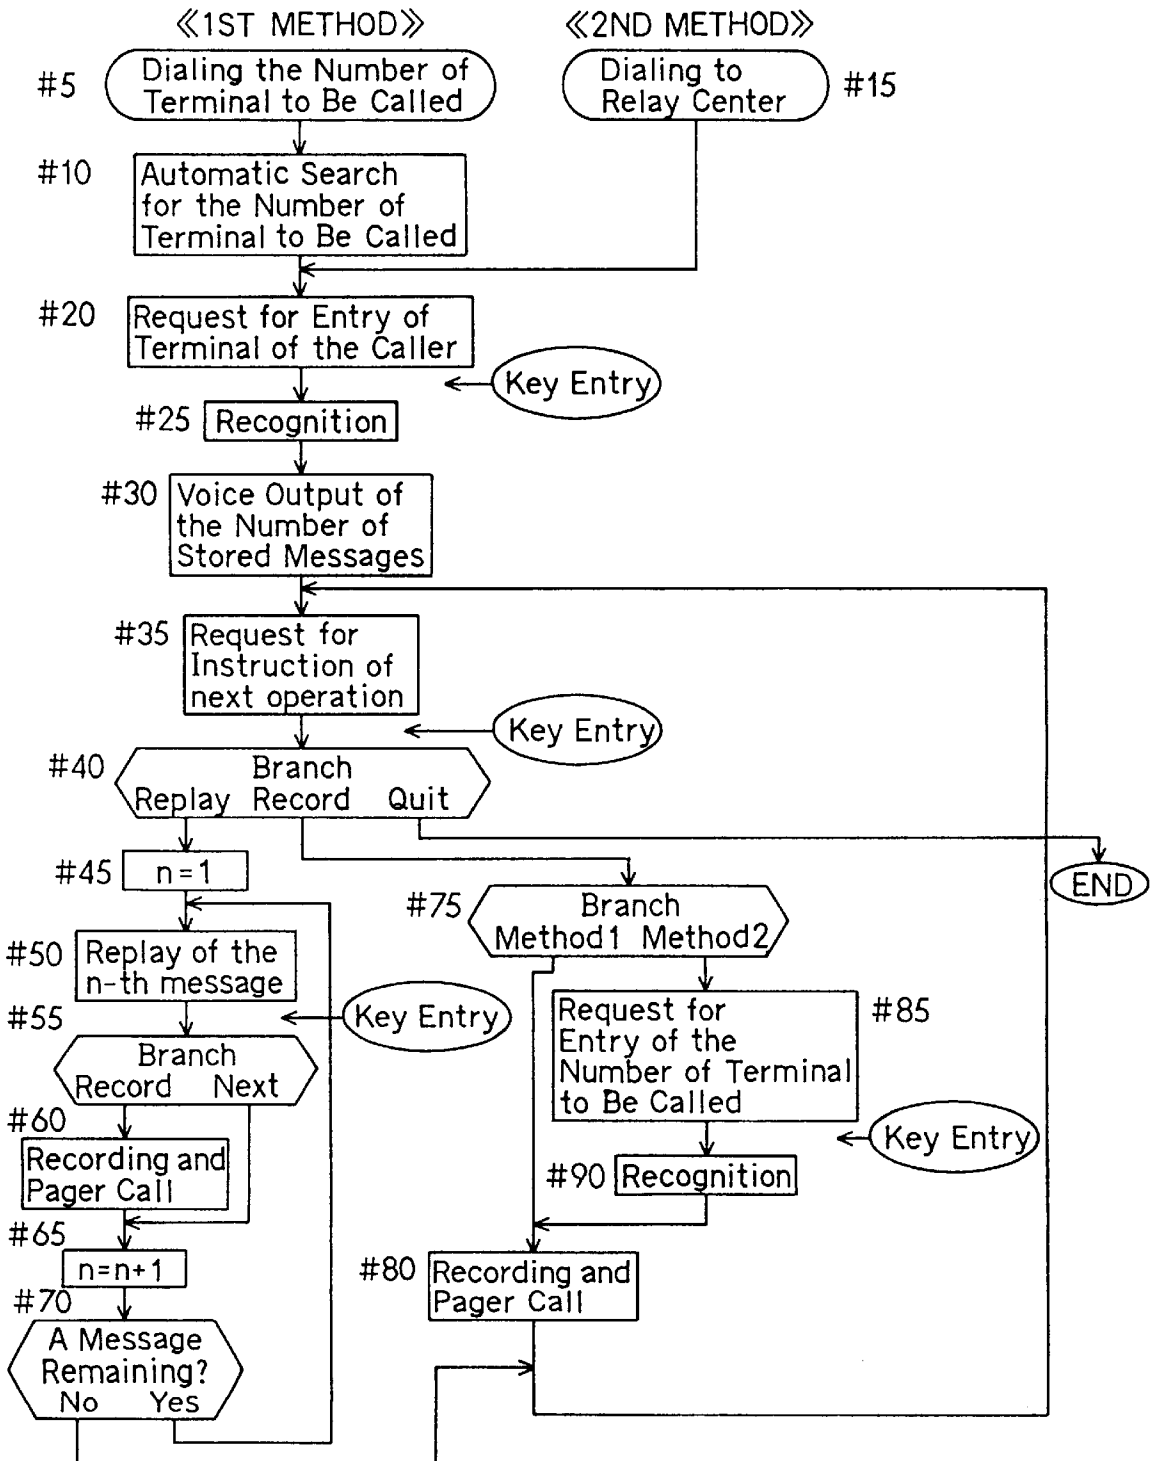 ≪1ST METHOD≫
≪2ND METHOD≫
#5
Dialing the Number of
Terminal to Be Called
Dialing to
Relay Center
#15
#10
Automatic Search
for the Number of
Terminal to Be Called
#20
Request for Entry of
Terminal of the Caller
Key Entry
#25
Recognition
#30
Voice Output of
the Number of
Stored Messages
#35
Request for
Instruction of
next operation
Key Entry
#40
Branch
Replay Record Quit
#45
n=1
END
#75
Branch
Method1 Method2
#50
Replay of the
n-th message
Key Entry
#55
Branch
Record Next
#85
Request for
Entry of the
Number of Terminal
to Be Called
Key Entry
#60
Recording and
Pager Call
#90
Recognition
#65
n=n+1
#80
Recording and
Pager Call
#70
A Message
Remaining?
No Yes